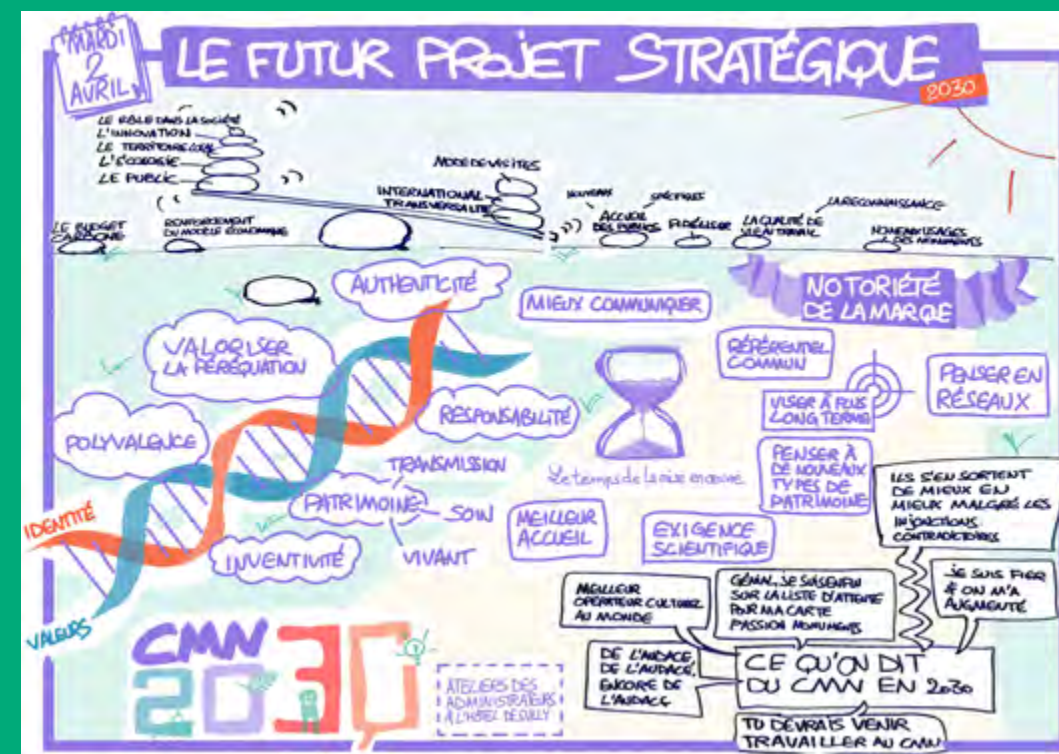 MARDI
2
AVRIL
LE FUTUR PROJET STRATÉGIQUE
2030
LE RÔLE DANS LA SOCIÉTÉ
L'INNOVATION
LE TERRITOIRE LOCAL
L'ÉCOLOGIE
LE PUBLIC
MODE DE VISITES
INTERNATIONAL
TRANSVERSALITÉ
LE BUDGET
CARBONE
RENFORCEMENT
DU MODÈLE ÉCONOMIQUE
NOUVEAUX
ACCUEIL
DES PUBLICS
SPÉCIFIQUES
FIDÉLISER
LA QUALITÉ DE
VIE AU TRAVAIL
LA RECONNAISSANCE
NOUVEAUX USAGES
DES MONUMENTS
AUTHENTICITÉ
VALORISER
LA PÉRÉQUATION
POLYVALENCE
RESPONSABILITÉ
TRANSMISSION
PATRIMOINE
SOIN
VIVANT
INVENTIVITÉ
IDENTITÉ
VALEURS
MIEUX COMMUNIQUER
NOTORIÉTÉ
DE LA MARQUE
RÉFÉRENTIEL
COMMUN
VISER À PLUS
LONG TERME
PENSER EN
RÉSEAUX
PENSER À
DE NOUVEAUX
TYPES DE
PATRIMOINE
Le temps de la mise en œuvre
MEILLEUR
ACCUEIL
EXIGENCE
SCIENTIFIQUE
ILS S'EN SORTENT
DE MIEUX EN
MIEUX MALGRÉ LES
INJONCTIONS
CONTRADICTOIRES
MEILLEUR
OPÉRATEUR CULTUREL
AU MONDE
GÉNIAL, JE SUIS ENFIN
SUR LA LISTE D'ATTENTE
POUR MA CARTE
PASSION MONUMENTS
JE SUIS FIER
& ON M'A
AUGMENTÉ
DE L'AUDACE
DE L'AUDACE,
ENCORE DE
L'AUDACE
CE QU'ON DIT
DU CMN EN 2030
TU DEVRAIS VENIR
TRAVAILLER AU CMN
CMN
2030
ATELIERS DES
ADMINISTRATEURS
À L'HÔTEL DE SULLY